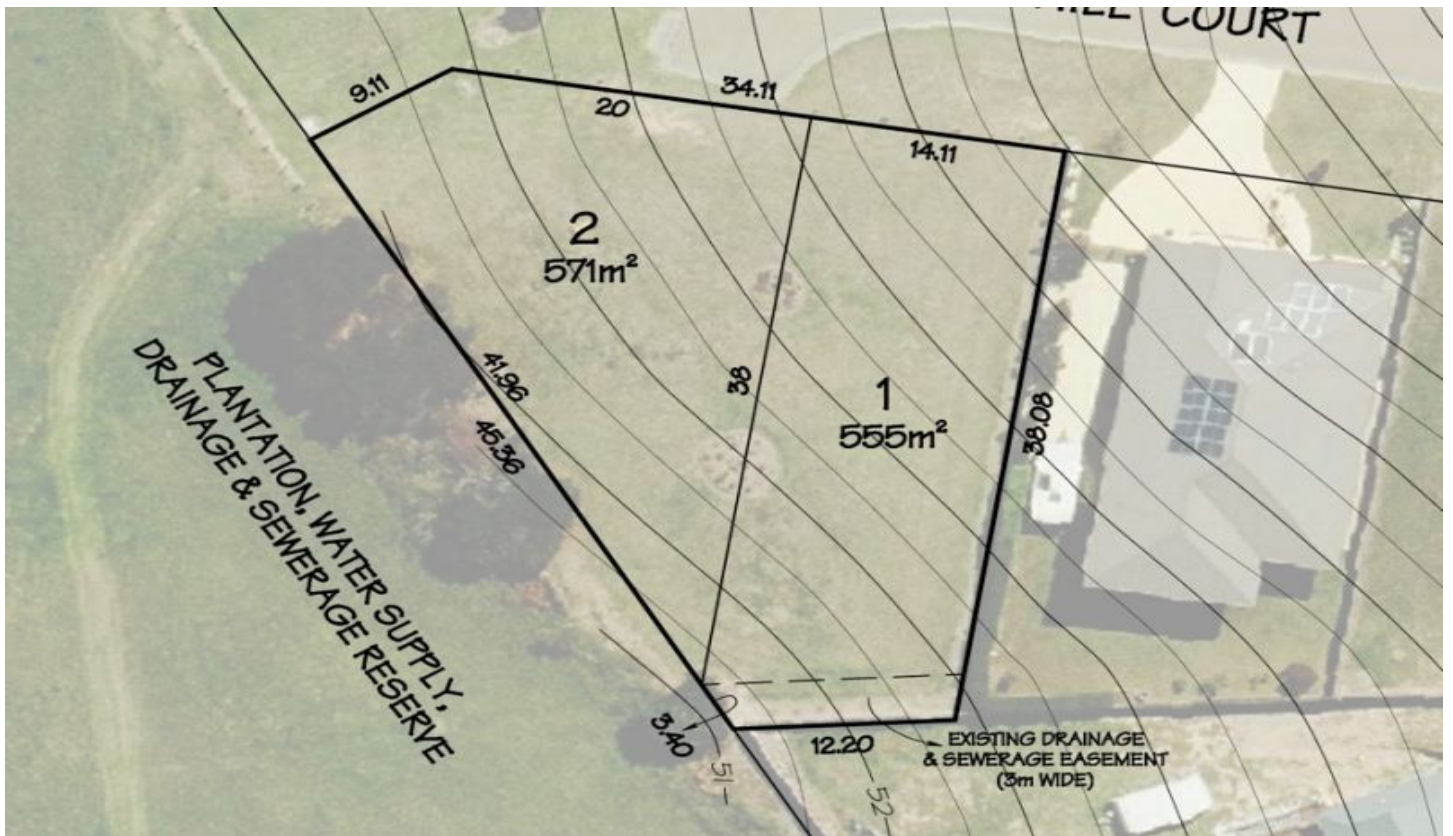 COURT
9.11
34.11
20
14.11
2
571m²
41.96
45.36
38
1
555m²
38.08
PLANTATION, WATER SUPPLY,
DRAINAGE & SEWERAGE RESERVE
3.40
12.20
EXISTING DRAINAGE
& SEWERAGE EASEMENT
(3m WIDE)
51
52